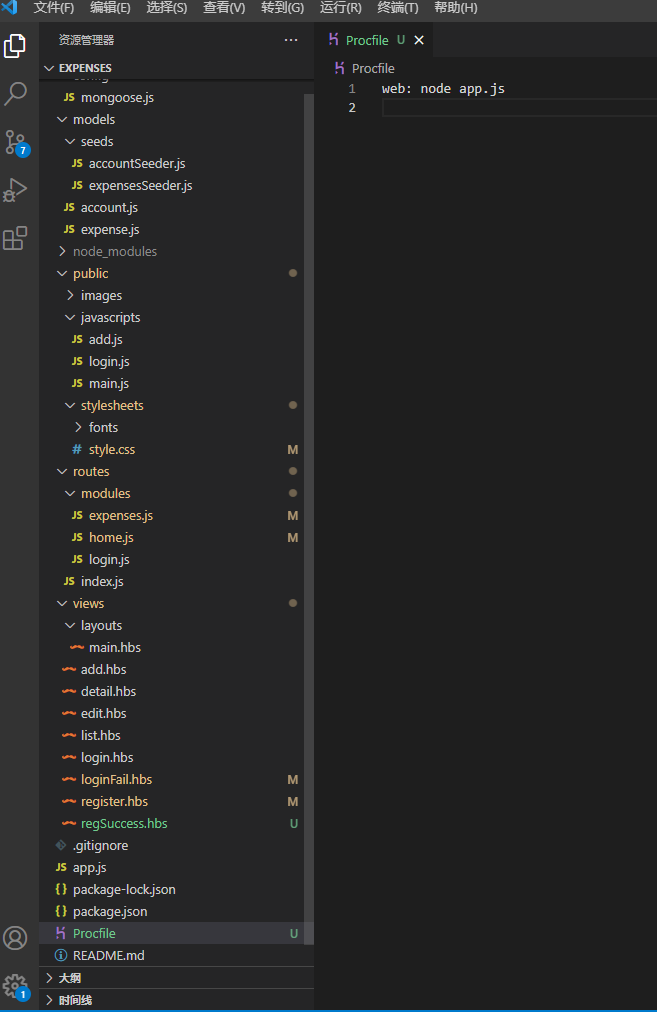 文件(F) 编辑(E) 选择(S) 查看(V) 转到(G) 运行(R) 终端(T) 帮助(H)
资源管理器 ...
EXPENSES
config
JS mongoose.js
models
seeds
JS accountSeeder.js
JS expensesSeeder.js
JS account.js
JS expense.js
node_modules
public
images
javascripts
JS add.js
JS login.js
JS main.js
stylesheets
fonts
# style.css M
routes
modules
JS expenses.js M
JS home.js M
JS login.js
JS index.js
views
layouts
main.hbs
add.hbs
detail.hbs
edit.hbs
list.hbs
login.hbs
loginFail.hbs M
register.hbs M
regSuccess.hbs U
.gitignore
JS app.js
{} package-lock.json
{} package.json
Procfile U
README.md
大纲
时间线
7
1
Procfile U
Procfile
1 web: node app.js
2